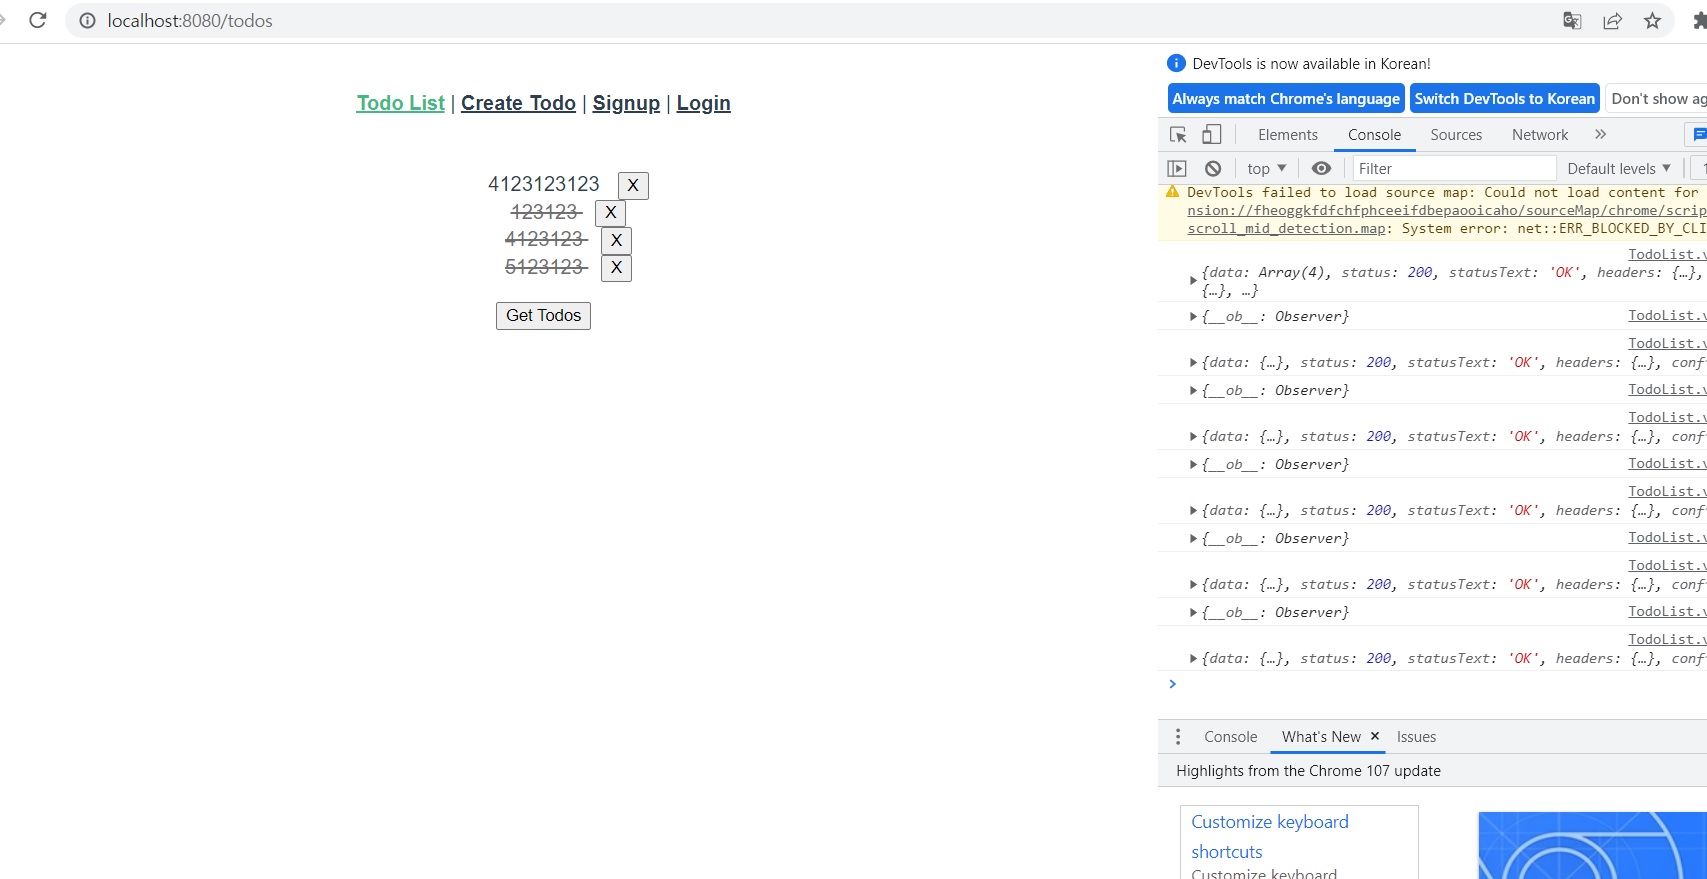 localhost:8080/todos
Todo List | Create Todo | Signup | Login
4123123123 X
123123 X
4123123 X
5123123 X
Get Todos
DevTools is now available in Korean!
Always match Chrome's language Switch DevTools to Korean Don't show ag
Elements Console Sources Network
top Filter Default levels
DevTools failed to load source map: Could not load content for
nsion://fheoggkfdfchfphceeifdbepaooicaho/sourceMap/chrome/scrip
scroll_mid_detection.map: System error: net::ERR_BLOCKED_BY_CLI
TodoList.v
{data: Array(4), status: 200, statusText: 'OK', headers: {…},
{…}, …}
{__ob__: Observer} TodoList.v
TodoList.v
{data: {…}, status: 200, statusText: 'OK', headers: {…}, conf
{__ob__: Observer} TodoList.v
TodoList.v
{data: {…}, status: 200, statusText: 'OK', headers: {…}, conf
{__ob__: Observer} TodoList.v
TodoList.v
{data: {…}, status: 200, statusText: 'OK', headers: {…}, conf
{__ob__: Observer} TodoList.v
TodoList.v
{data: {…}, status: 200, statusText: 'OK', headers: {…}, conf
{__ob__: Observer} TodoList.v
TodoList.v
{data: {…}, status: 200, statusText: 'OK', headers: {…}, conf
Console What's New × Issues
Highlights from the Chrome 107 update
Customize keyboard
shortcuts
Customize keyboard